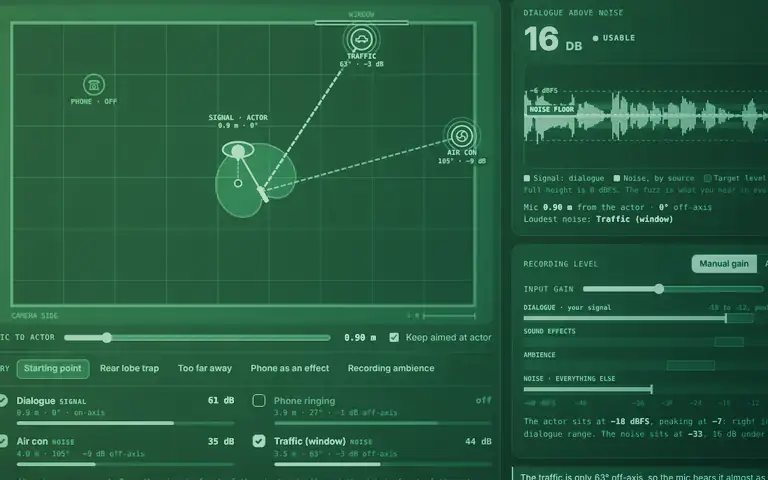 WINDOW
TRAFFIC
63° · −3 dB
PHONE · OFF
SIGNAL · ACTOR
0.9 m · 0°
AIR CON
105° · −9 dB
CAMERA SIDE
IC TO ACTOR
0.90 m
Keep aimed at actor
RY
Starting point
Rear lobe trap
Too far away
Phone as an effect
Recording ambience
Dialogue SIGNAL
61 dB
0.9 m · 0° · on-axis
Phone ringing
off
3.9 m · 27° · −1 dB off-axis
Air con NOISE
35 dB
4.0 m · 105° · −9 dB off-axis
Traffic (window) NOISE
44 dB
3.5 m · 63° · −3 dB off-axis
DIALOGUE ABOVE NOISE
16 DB
USABLE
−6 dBFS
NOISE FLOOR
Signal: dialogue
Noise, by source
Target level
Full height is 0 dBFS. The fuzz is what you hear in
Mic 0.90 m from the actor · 0° off-axis
Loudest noise: Traffic (window)
RECORDING LEVEL
Manual gain
INPUT GAIN
DIALOGUE · your signal
-18 to -12,
SOUND EFFECTS
AMBIENCE
NOISE · EVERYTHING ELSE
The actor sits at −18 dBFS, peaking at −7: right i
dialogue range. The noise sits at −33, 16 dB under
The traffic is only 63° off-axis, so the mic hears it almost as